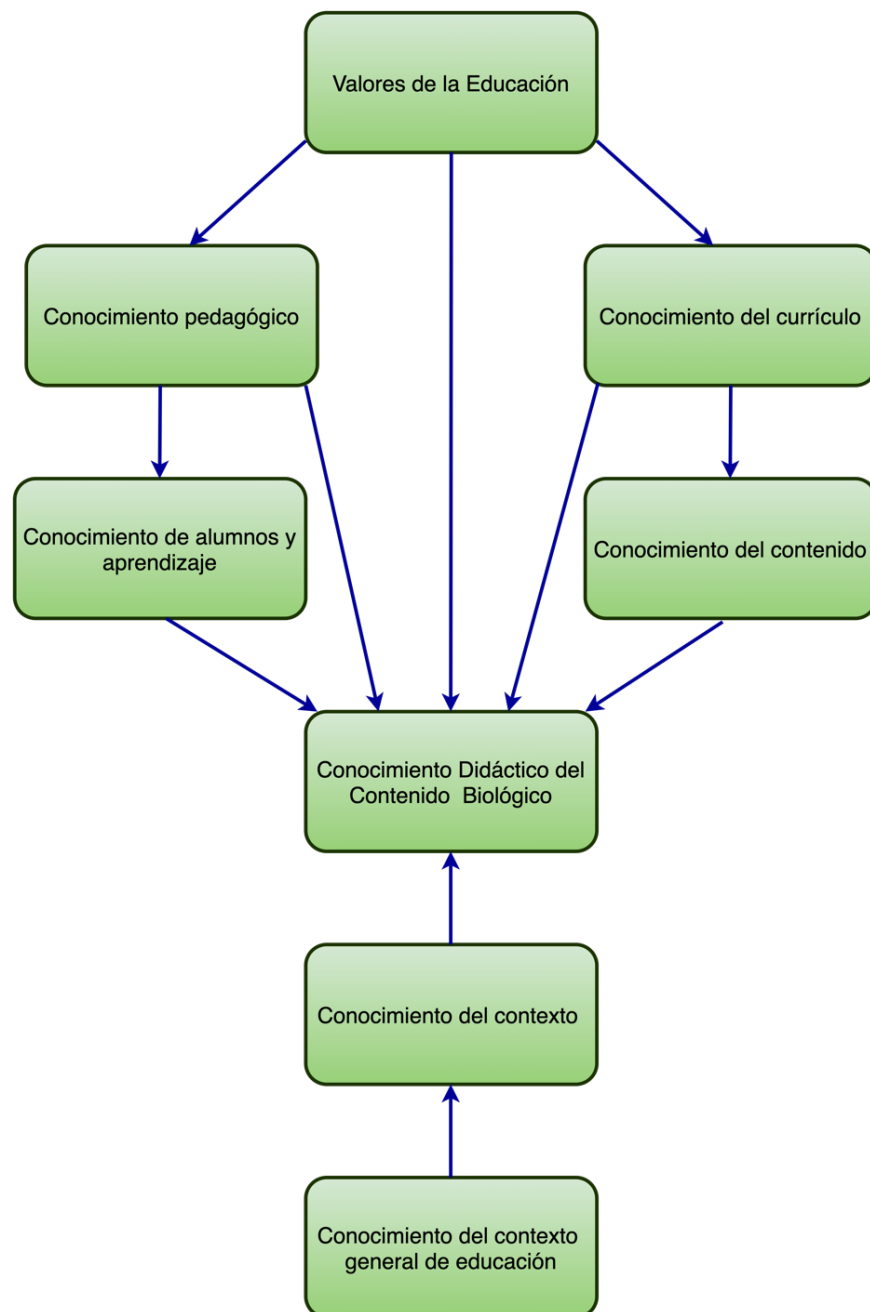 Valores de la Educación
Conocimiento pedagógico
Conocimiento del currículo
Conocimiento de alumnos y
aprendizaje
Conocimiento del contenido
Conocimiento Didáctico del
Contenido  Biológico
Conocimiento del contexto
Conocimiento del contexto
general de educación